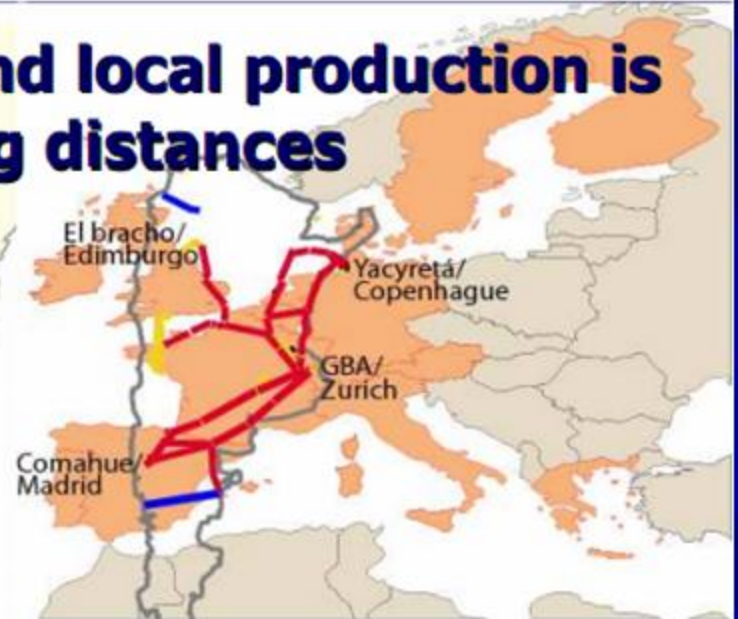 nd local production is
g distances
El bracho/
Edimburgo
Yacyretá/
Copenhague
GBA/
Zurich
Comahue/
Madrid